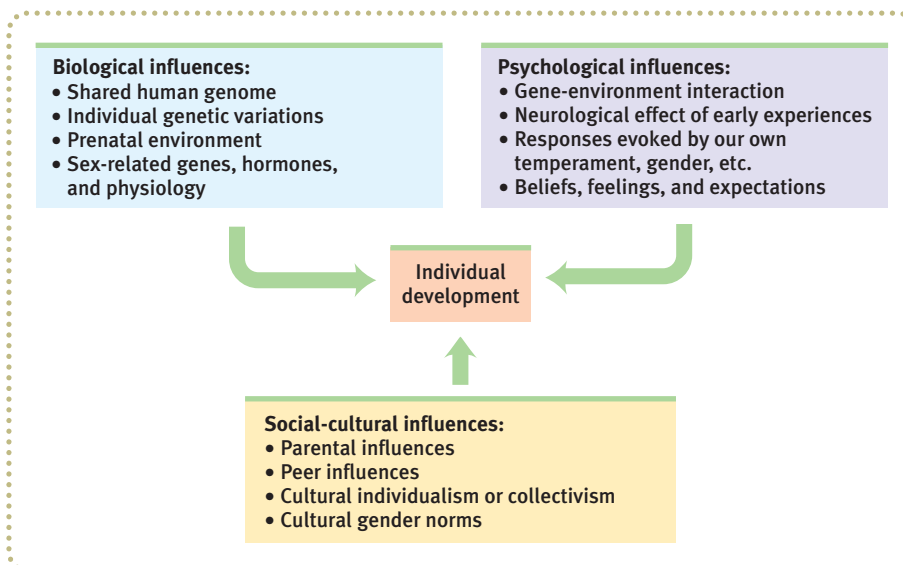 Biological influences:
• Shared human genome
• Individual genetic variations
• Prenatal environment
• Sex-related genes, hormones,
and physiology
Psychological influences:
• Gene-environment interaction
• Neurological effect of early experiences
• Responses evoked by our own
temperament, gender, etc.
• Beliefs, feelings, and expectations
Individual
development
Social-cultural influences:
• Parental influences
• Peer influences
• Cultural individualism or collectivism
• Cultural gender norms